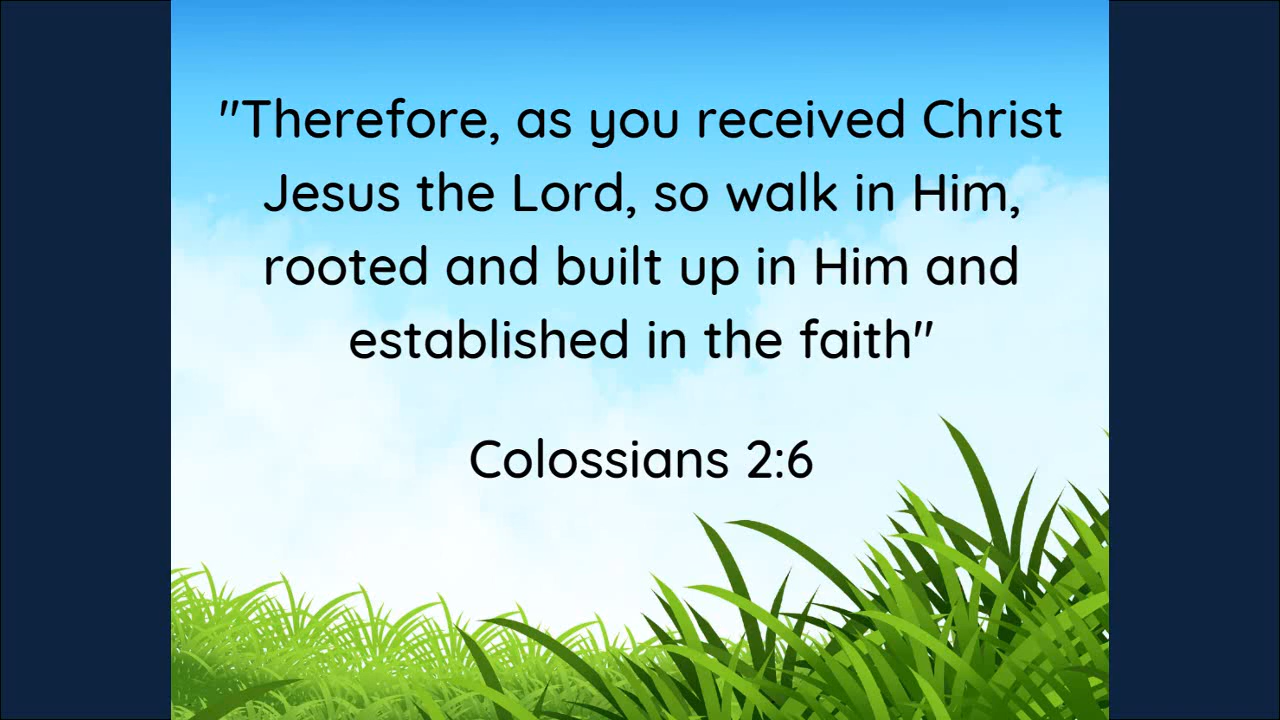 "Therefore, as you received Christ
Jesus the Lord, so walk in Him,
rooted and built up in Him and
established in the faith"
Colossians 2:6